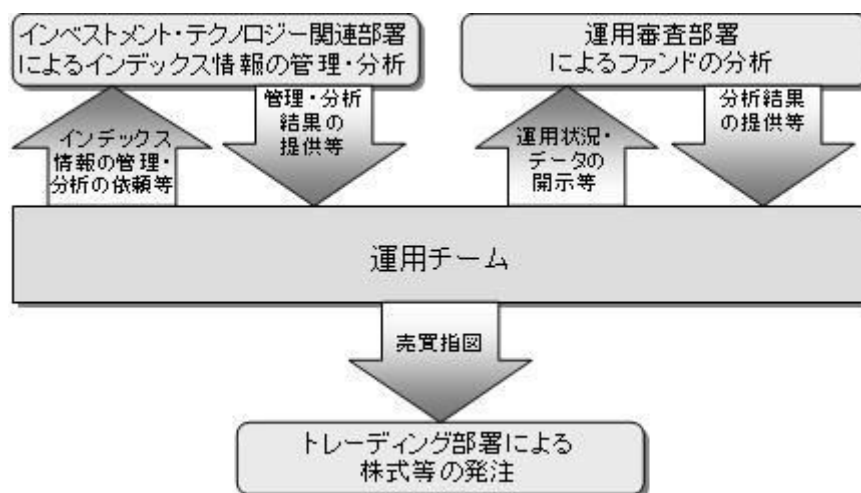 インベストメント・テクノロジー関連部署
によるインデックス情報の管理・分析
運用審査部署
によるファンドの分析
インデックス
情報の管理・
分析の依頼等
管理・分析
結果の
提供等
運用状況・
データの
開示等
分析結果
の提供等
運用チーム
売買指図
トレーディング部署による
株式等の発注